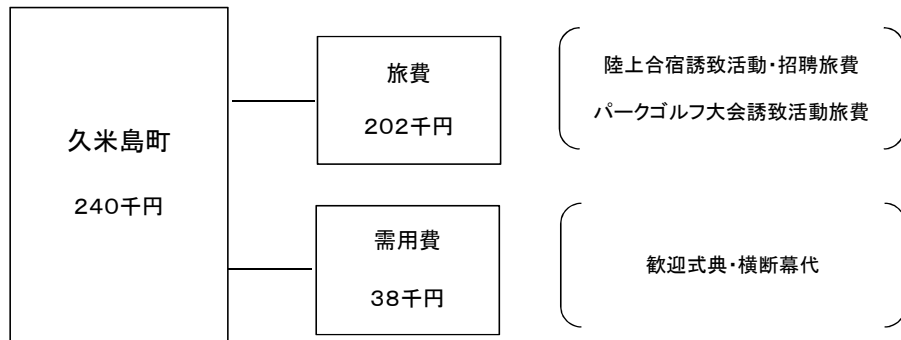 久米島町
240千円
旅費
202千円
陸上合宿誘致活動・招聘旅費
パークゴルフ大会誘致活動旅費
需用費
38千円
歓迎式典・横断幕代